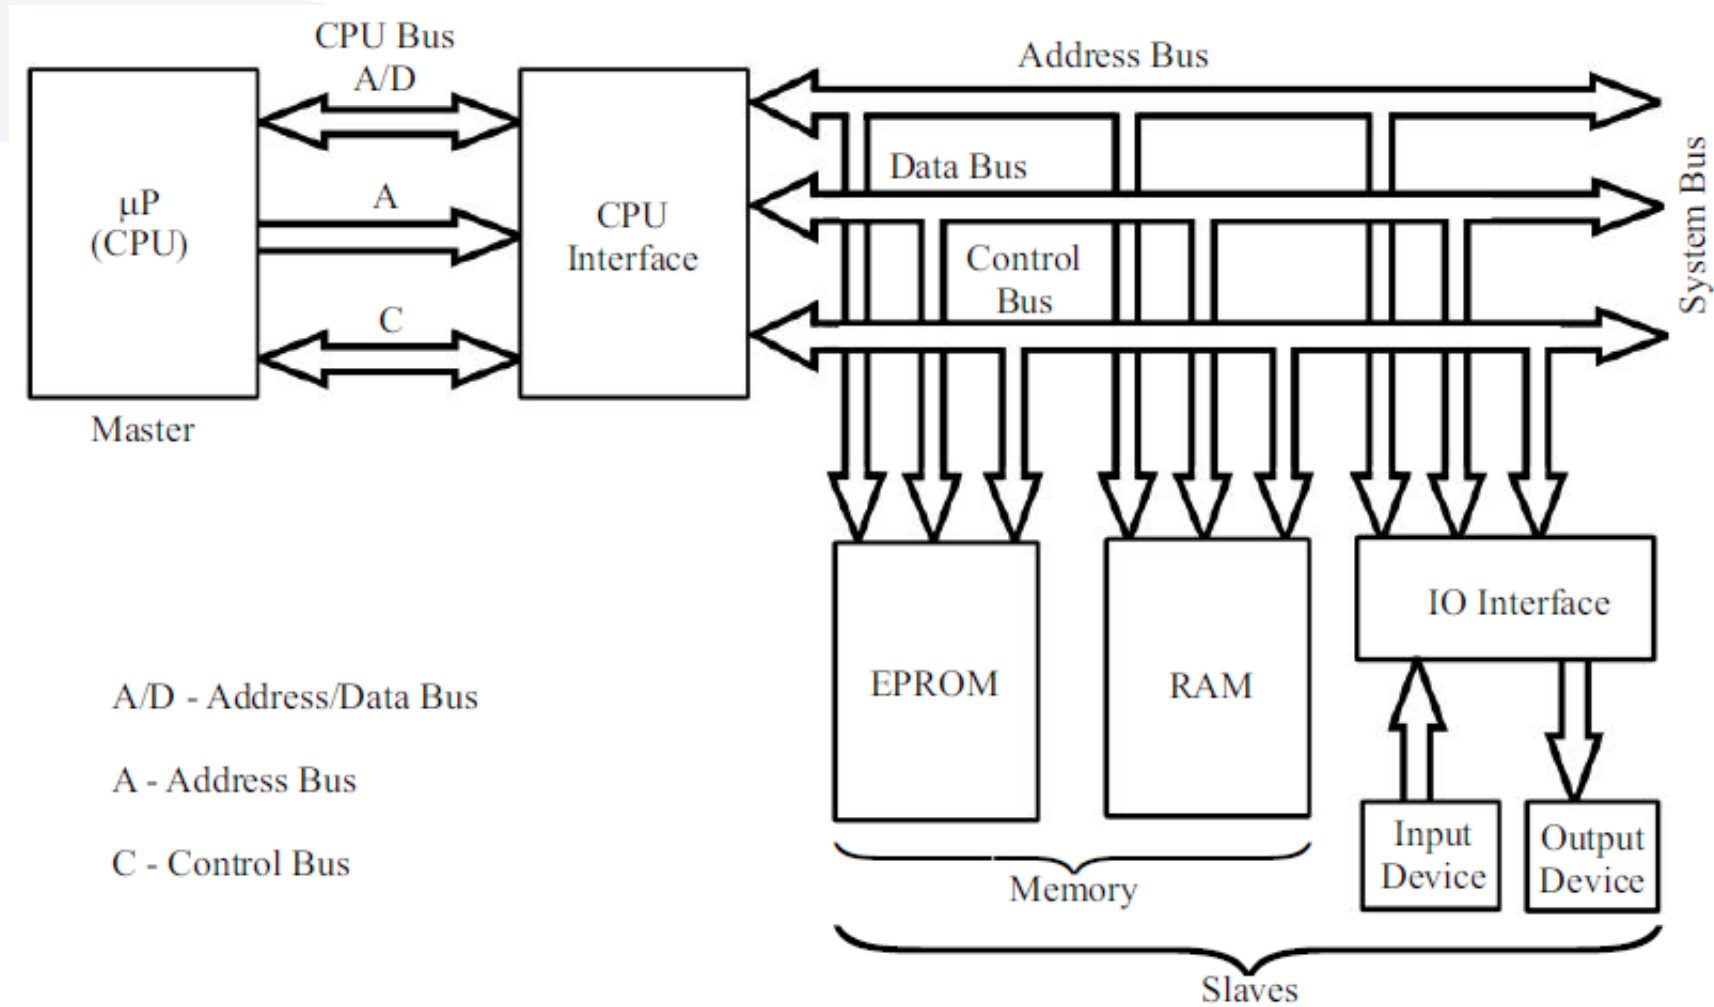 CPU Bus
A/D
Address Bus
μP
(CPU)
A
C
Master
CPU
Interface
Data Bus
Control
Bus
System Bus
EPROM
RAM
IO Interface
Input
Device
Output
Device
Memory
Slaves
A/D - Address/Data Bus
A - Address Bus
C - Control Bus